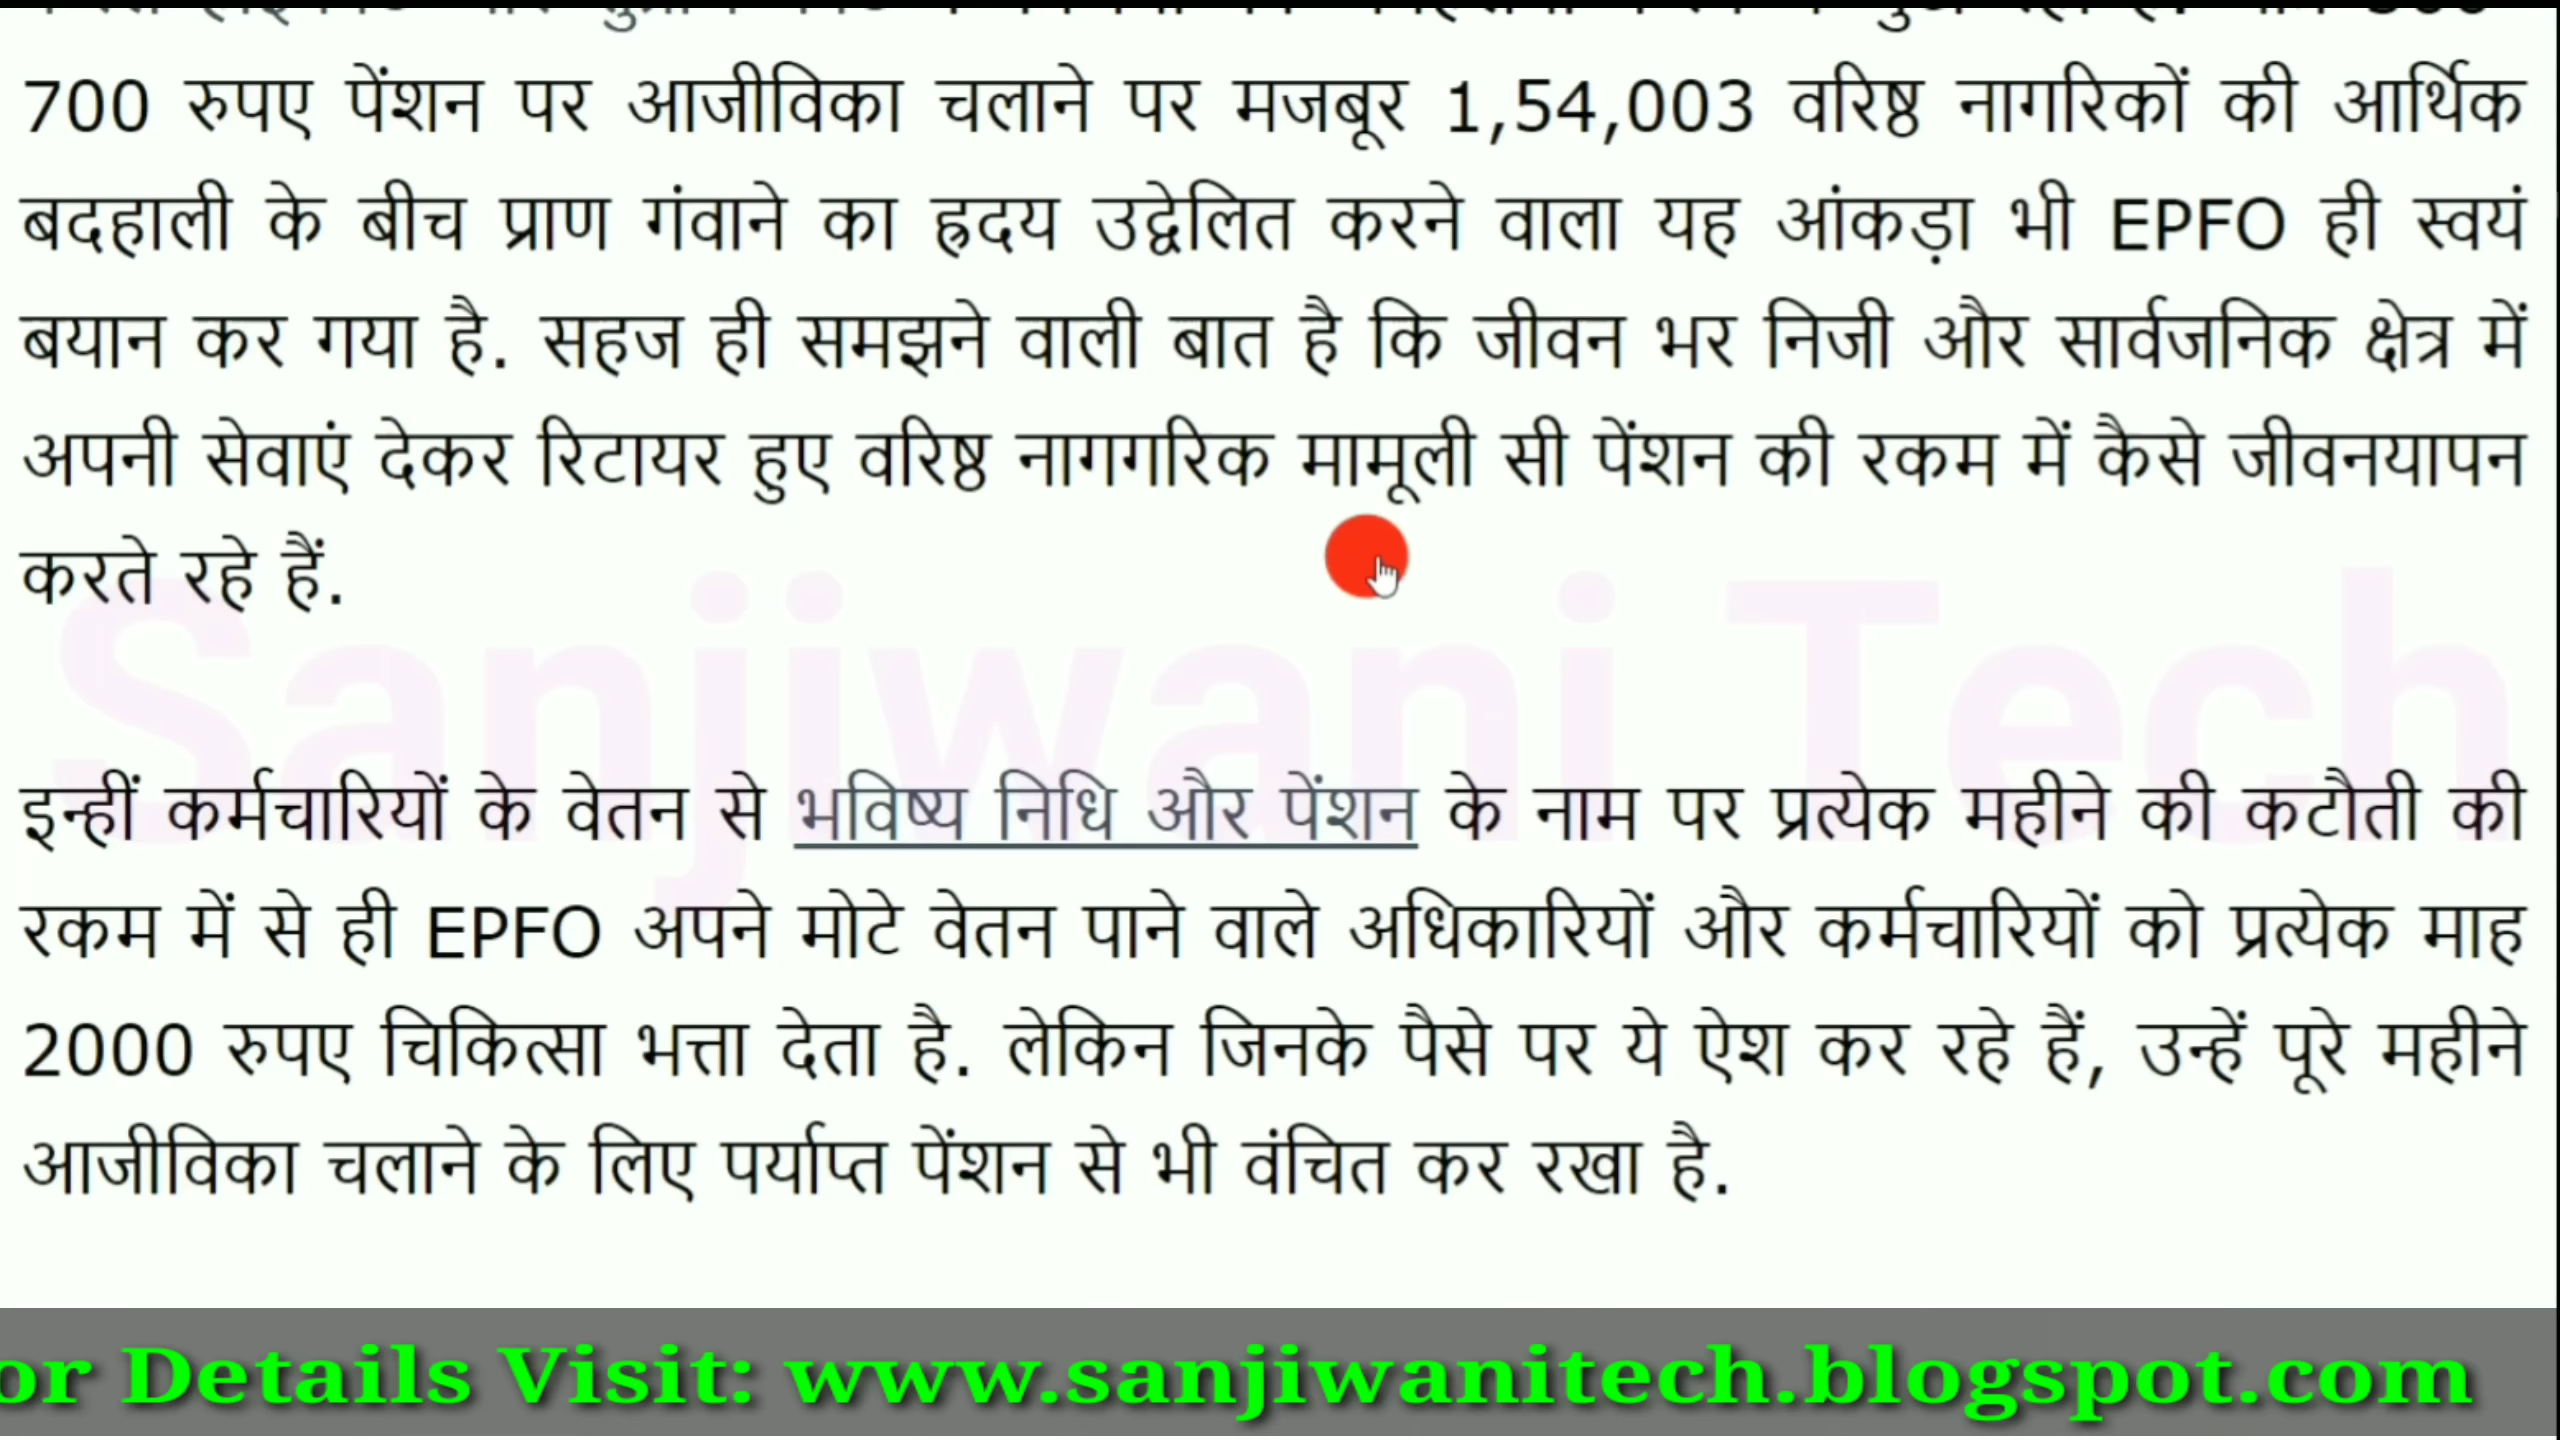 700 रुपए पेंशन पर आजीविका चलाने पर मजबूर 1,54,003 वरिष्ठ नागरिकों की आर्थिक
बदहाली के बीच प्राण गंवाने का ह्रदय उद्वेलित करने वाला यह आंकड़ा भी EPFO ही स्वयं
बयान कर गया है. सहज ही समझने वाली बात है कि जीवन भर निजी और सार्वजनिक क्षेत्र में
अपनी सेवाएं देकर रिटायर हुए वरिष्ठ नागगरिक मामूली सी पेंशन की रकम में कैसे जीवनयापन
करते रहे हैं.
Sanjiwani Tech
इन्हीं कर्मचारियों के वेतन से भविष्य निधि और पेंशन के नाम पर प्रत्येक महीने की कटौती की
रकम में से ही EPFO अपने मोटे वेतन पाने वाले अधिकारियों और कर्मचारियों को प्रत्येक माह
2000 रुपए चिकित्सा भत्ता देता है. लेकिन जिनके पैसे पर ये ऐश कर रहे हैं, उन्हें पूरे महीने
आजीविका चलाने के लिए पर्याप्त पेंशन से भी वंचित कर रखा है.
or Details Visit: www.sanjiwanitech.blogspot.com